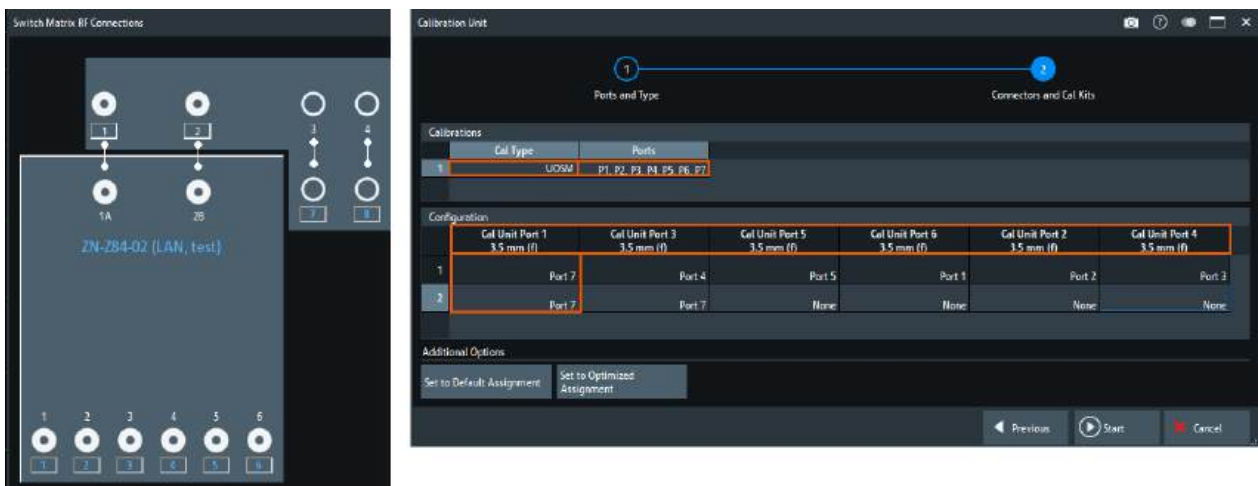 Switch Matrix RF Connections
1 2 3 4
1A 2B 7 8
ZN-Z84-02 (LAN, test)
1 2 3 4 5 6
1 2 3 4 5 6
Calibration Unit
1 2
Ports and Type Connectors and Cal Kits
Calibrations
Cal Type Ports
1 UOSM P1, P2, P3, P4, P5, P6, P7
Configuration
Cal Unit Port 1 Cal Unit Port 3 Cal Unit Port 5 Cal Unit Port 6 Cal Unit Port 2 Cal Unit Port 4
3.5 mm (f) 3.5 mm (f) 3.5 mm (f) 3.5 mm (f) 3.5 mm (f) 3.5 mm (f)
1 Port 7 Port 4 Port 5 Port 1 Port 2 Port 3
2 Port 7 Port 7 None None None None
Additional Options
Set to Default Assignment
Set to Optimized
Assignment
Previous Start Cancel